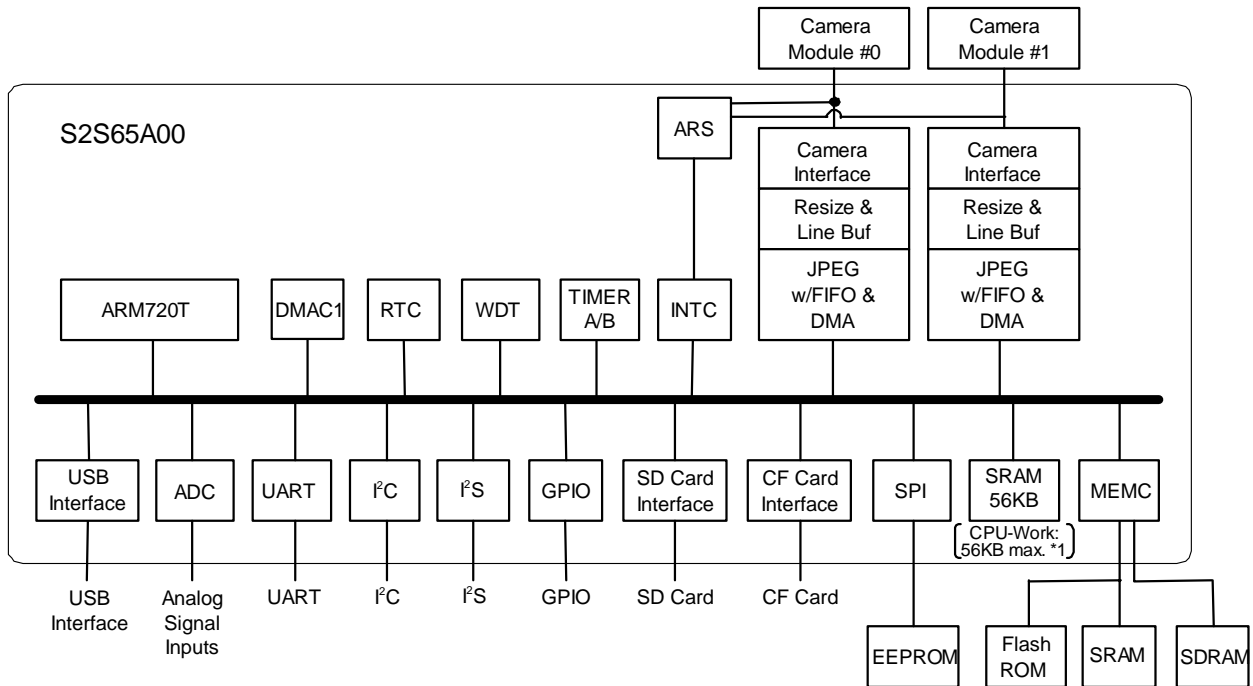 Camera
Module #0
Camera
Module #1
S2S65A00
ARS
Camera
Interface
Resize &
Line Buf
JPEG
w/FIFO &
DMA
Camera
Interface
Resize &
Line Buf
JPEG
w/FIFO &
DMA
ARM720T
DMAC1
RTC
WDT
TIMER
A/B
INTC
USB
Interface
ADC
UART
I²C
I²S
GPIO
SD Card
Interface
CF Card
Interface
SPI
SRAM
56KB
MEMC
CPU-Work:
56KB max. *1
USB
Interface
Analog
Signal
Inputs
UART
I²C
I²S
GPIO
SD Card
CF Card
EEPROM
Flash
ROM
SRAM
SDRAM